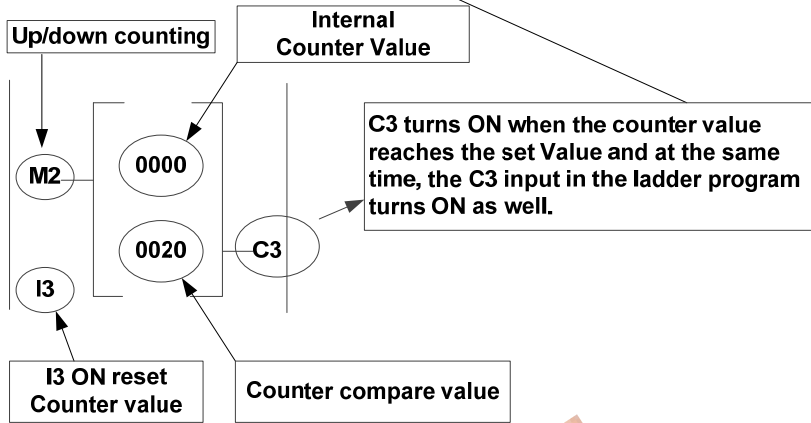 Up/down counting
Internal
Counter Value
C3 turns ON when the counter value
reaches the set Value and at the same
time, the C3 input in the ladder program
turns ON as well.
M2
0000
0020
C3
I3
I3 ON reset
Counter value
Counter compare value